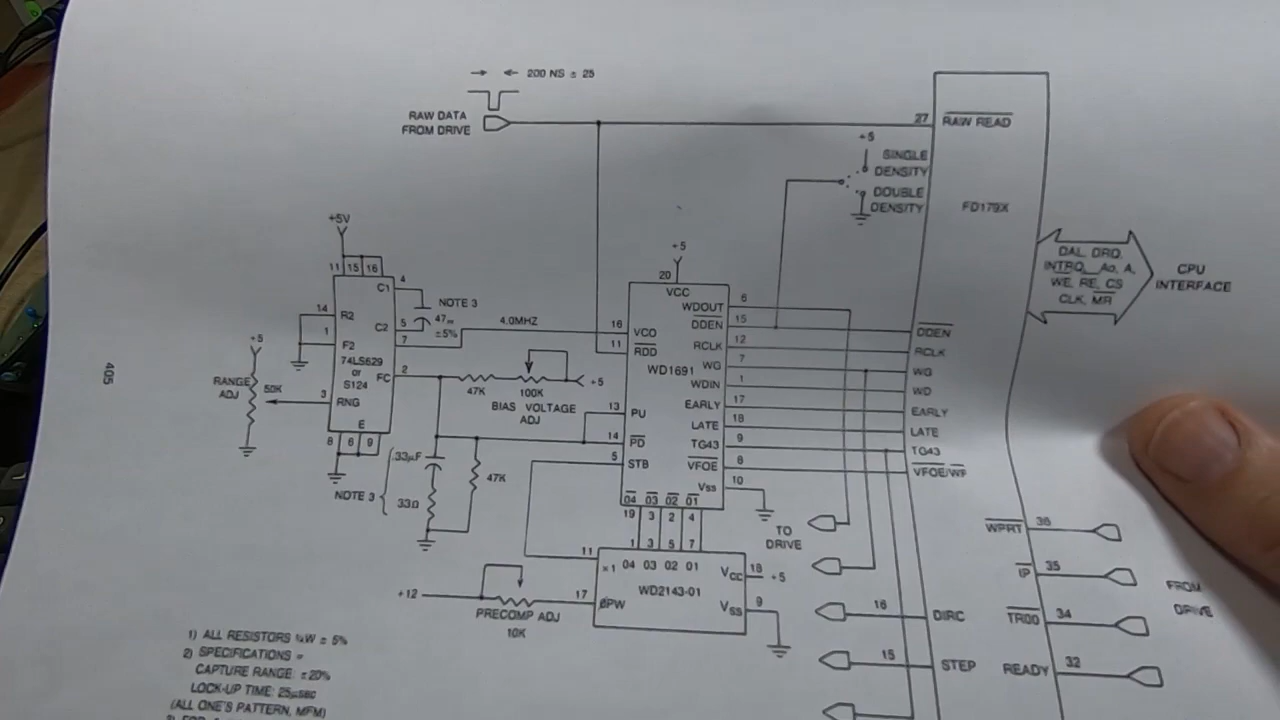 200 NS ± 25
RAW DATA
FROM DRIVE
27
RAW READ
+5
SINGLE
DENSITY
DOUBLE
DENSITY
FD179X
DAL, DRQ,
INTRQ, Ao, A,
WE, RE, CS
CLK, MR
CPU
INTERFACE
+5V
11 15 16
C1
4
NOTE 3
47
±5%
C2
5
7
14
R2
1
F2
74LS629
or
S124
FC
2
3
RNG
E
8 6 9
+5
RANGE
ADJ
50K
4.0MHZ
47K
100K
+5
BIAS VOLTAGE
ADJ
.33µF
33Ω
NOTE 3
47K
+5
20
VCC
WDOUT
6
DDEN
15
RCLK
12
WG
7
WDIN
1
EARLY
17
LATE
18
TG43
9
VFOE
8
Vss
10
16
VCO
11
RDD
WD1691
13
PU
14
PD
5
STB
04 03 02 01
19 3 2 4
1 3 5 7
11
×1
04 03 02 01
VCC
18
+5
WD2143-01
VSS
9
17
ϕPW
+12
PRECOMP ADJ
10K
DDEN
RCLK
WG
WD
EARLY
LATE
TG43
VFOE/WF
TO
DRIVE
16
DIRC
15
STEP
WPRT
36
IP
35
TR00
34
READY
32
FROM
DRIVE
405
1) ALL RESISTORS ¼W ± 5%
2) SPECIFICATIONS =
CAPTURE RANGE: ±20%
LOCK-UP TIME: 25µsec
(ALL ONE'S PATTERN, MFM)